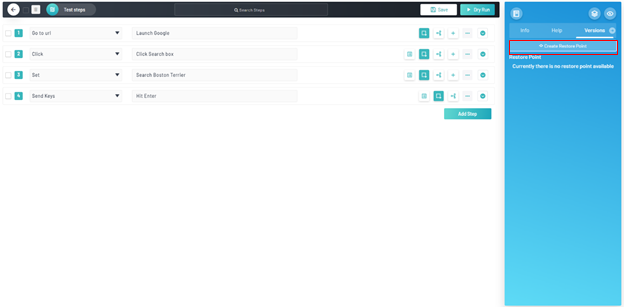 Test steps
Search Steps
Save
Dry Run
1 Go to url Launch Google
2 Click Click Search box
3 Set Search Boston Terrier
4 Send Keys Hit Enter
Add Step
Info Help Versions
+ Create Restore Point
Restore Point
Currently there is no restore point available